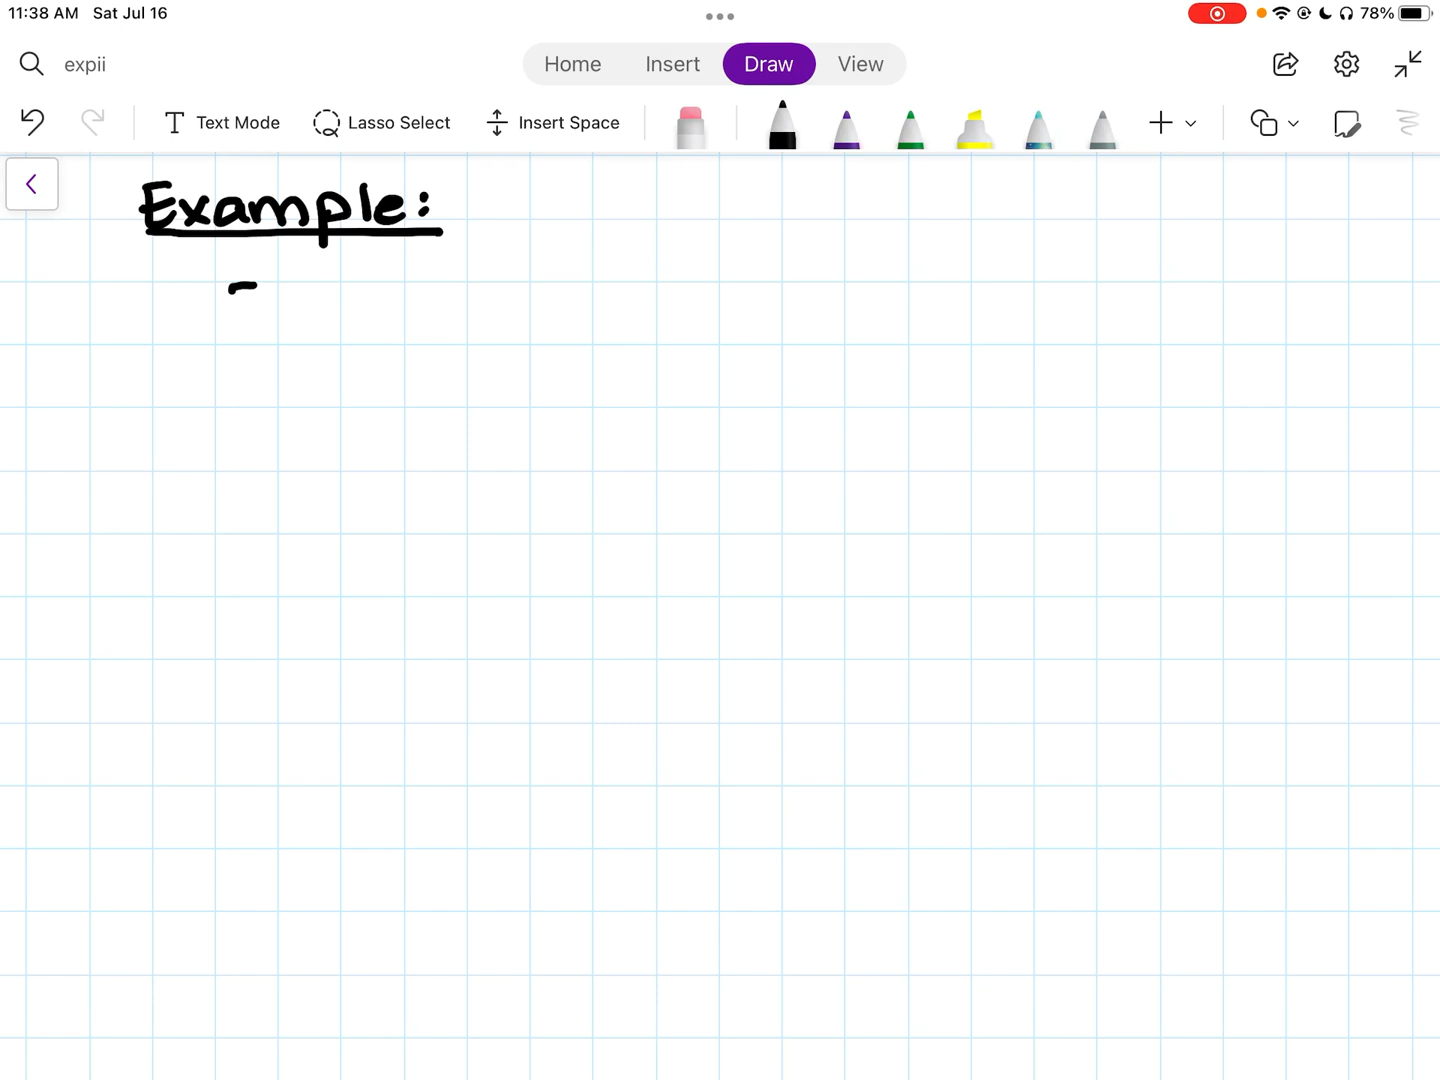 11:38 AM Sat Jul 16 78%
expii Home Insert Draw View
Text Mode Lasso Select Insert Space
Example:
-